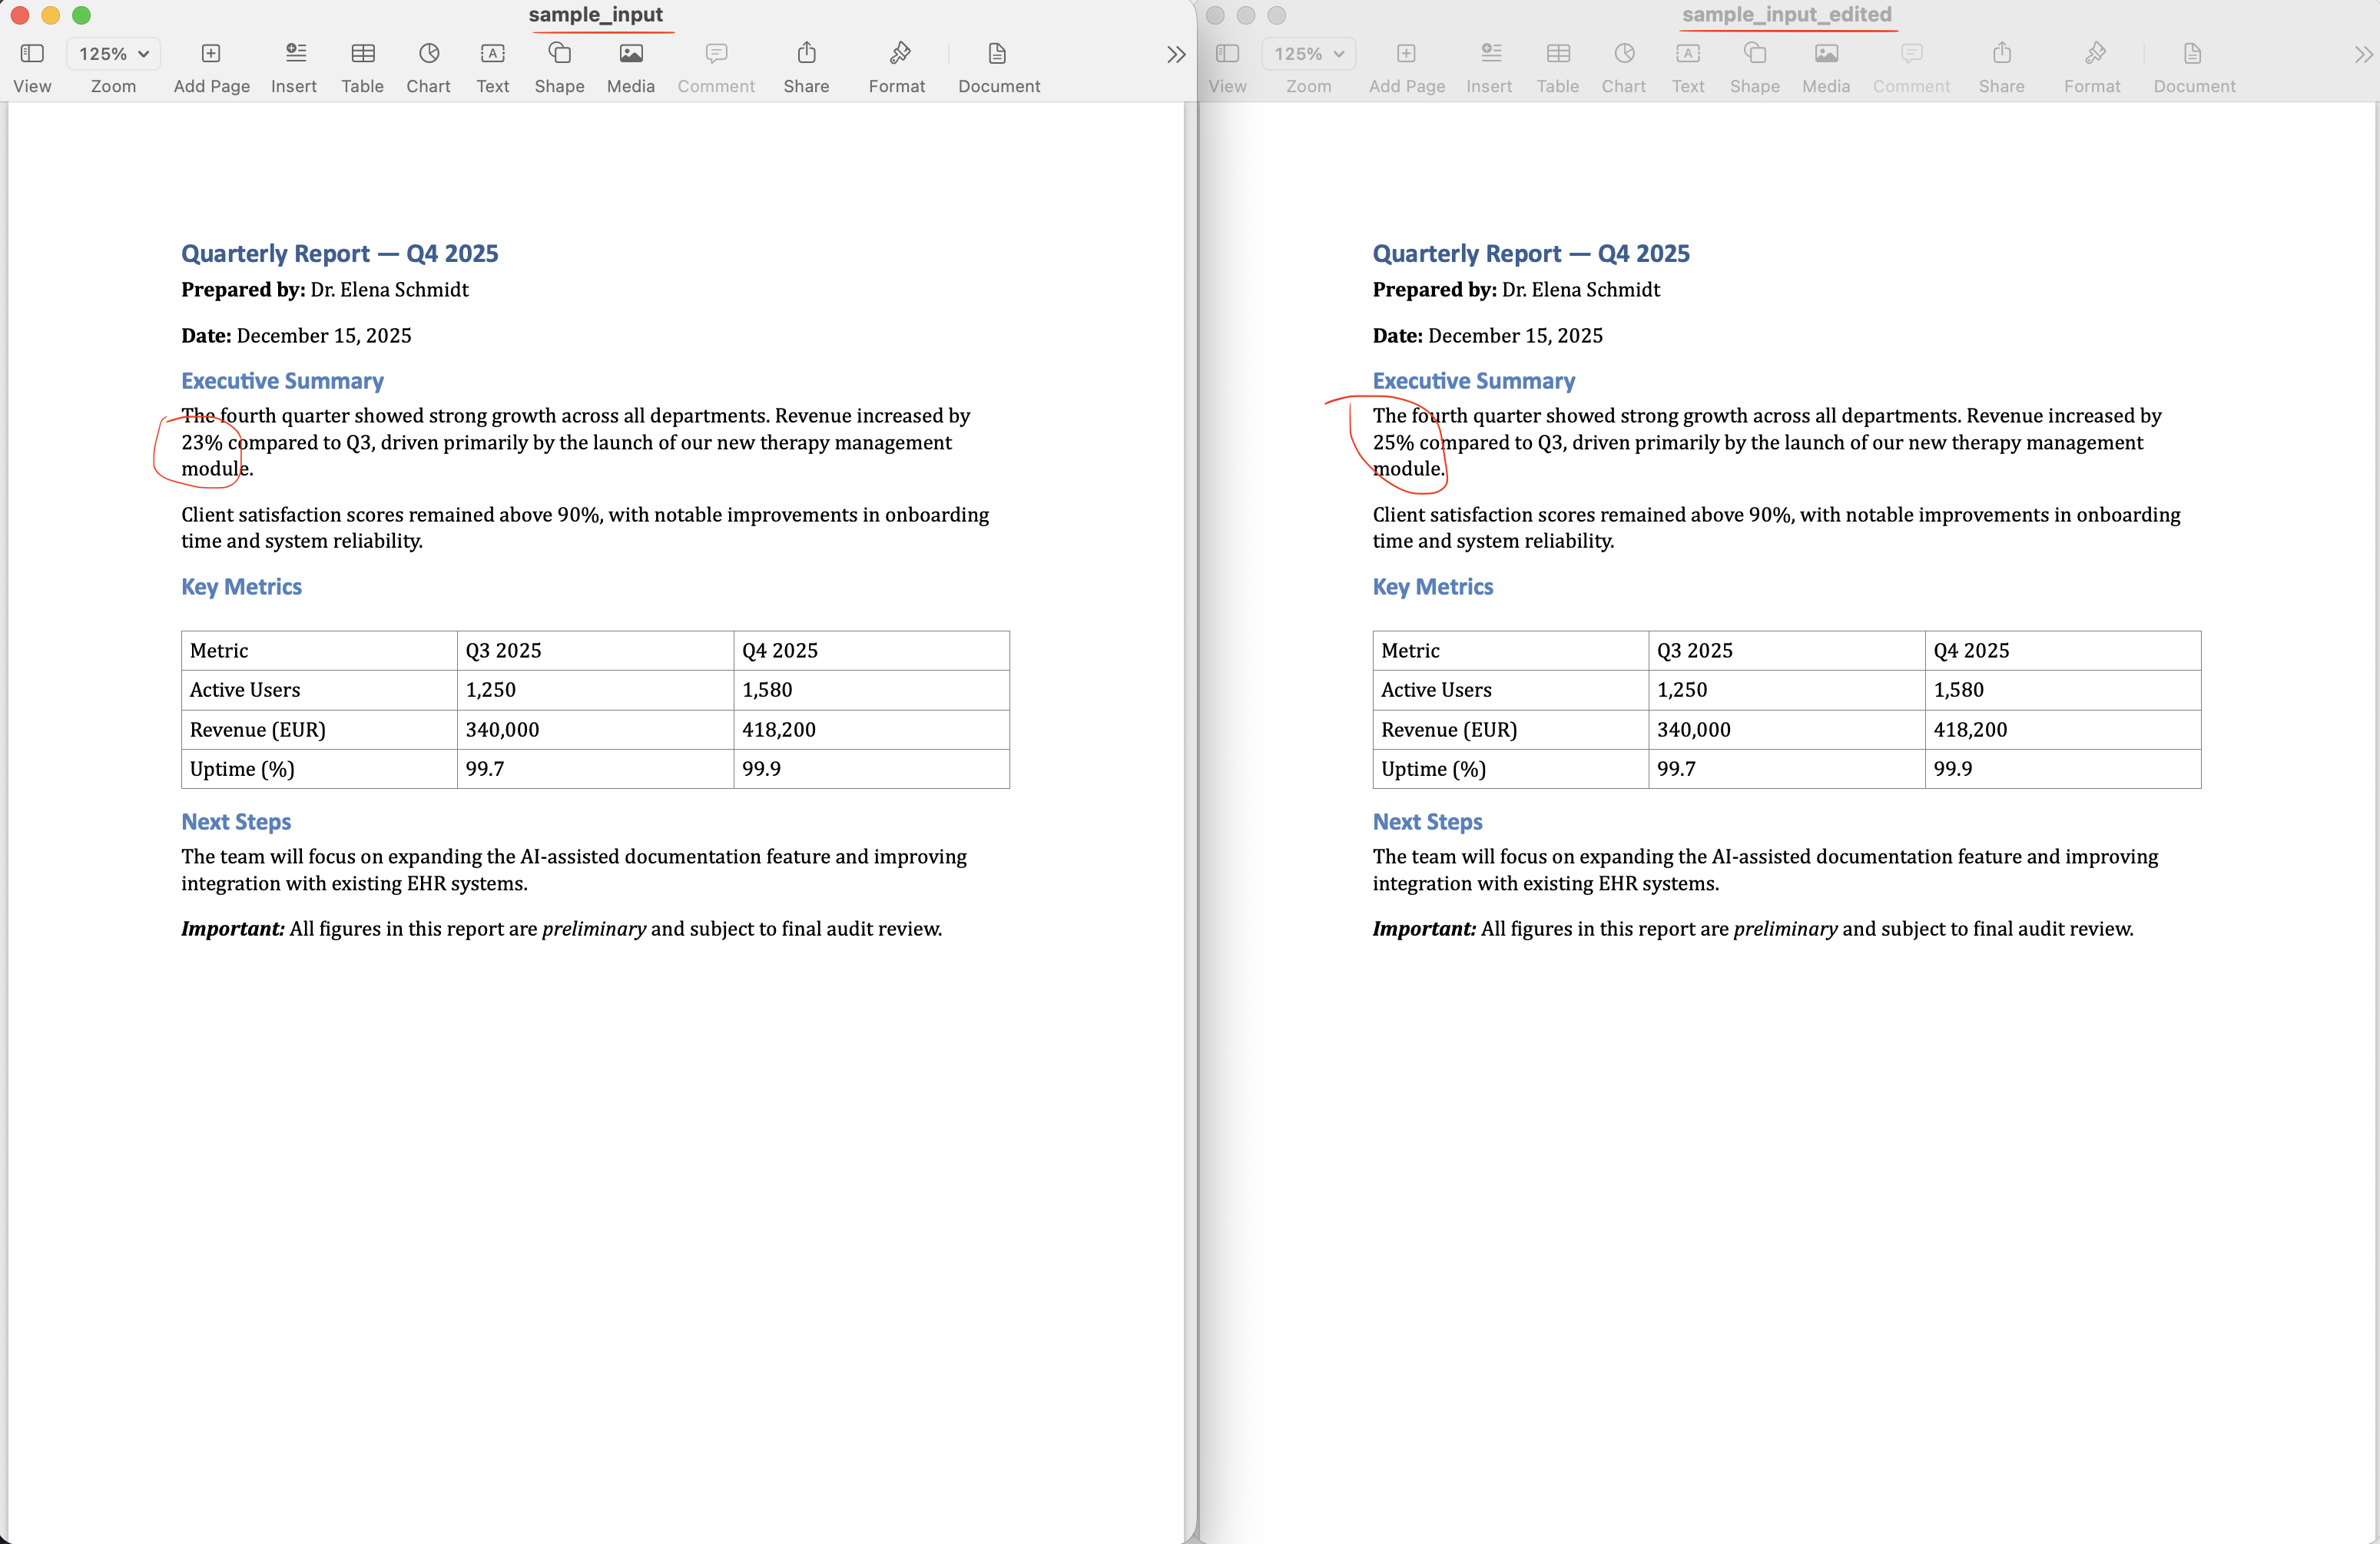 sample_input
125%
View Zoom Add Page Insert Table Chart Text Shape Media Comment Share Format Document
Quarterly Report — Q4 2025
Prepared by: Dr. Elena Schmidt
Date: December 15, 2025
Executive Summary
The fourth quarter showed strong growth across all departments. Revenue increased by
23% compared to Q3, driven primarily by the launch of our new therapy management
module.
Client satisfaction scores remained above 90%, with notable improvements in onboarding
time and system reliability.
Key Metrics
Metric Q3 2025 Q4 2025
Active Users 1,250 1,580
Revenue (EUR) 340,000 418,200
Uptime (%) 99.7 99.9
Next Steps
The team will focus on expanding the AI-assisted documentation feature and improving
integration with existing EHR systems.
Important: All figures in this report are preliminary and subject to final audit review.
sample_input_edited
125%
View Zoom Add Page Insert Table Chart Text Shape Media Comment Share Format Document
Quarterly Report — Q4 2025
Prepared by: Dr. Elena Schmidt
Date: December 15, 2025
Executive Summary
The fourth quarter showed strong growth across all departments. Revenue increased by
25% compared to Q3, driven primarily by the launch of our new therapy management
module.
Client satisfaction scores remained above 90%, with notable improvements in onboarding
time and system reliability.
Key Metrics
Metric Q3 2025 Q4 2025
Active Users 1,250 1,580
Revenue (EUR) 340,000 418,200
Uptime (%) 99.7 99.9
Next Steps
The team will focus on expanding the AI-assisted documentation feature and improving
integration with existing EHR systems.
Important: All figures in this report are preliminary and subject to final audit review.